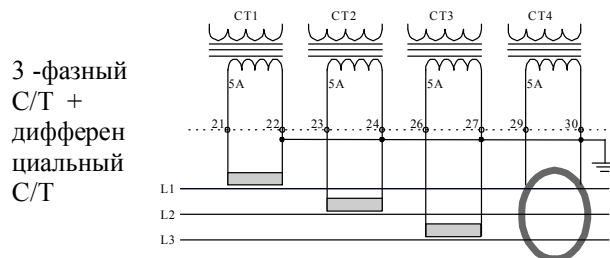 CT1 CT2 CT3 CT4
5A 5A 5A 5A
3 -фазный
С/Т +
дифферен
циальный
С/Т
21 22 23 24 26 27 29 30
L1
L2
L3